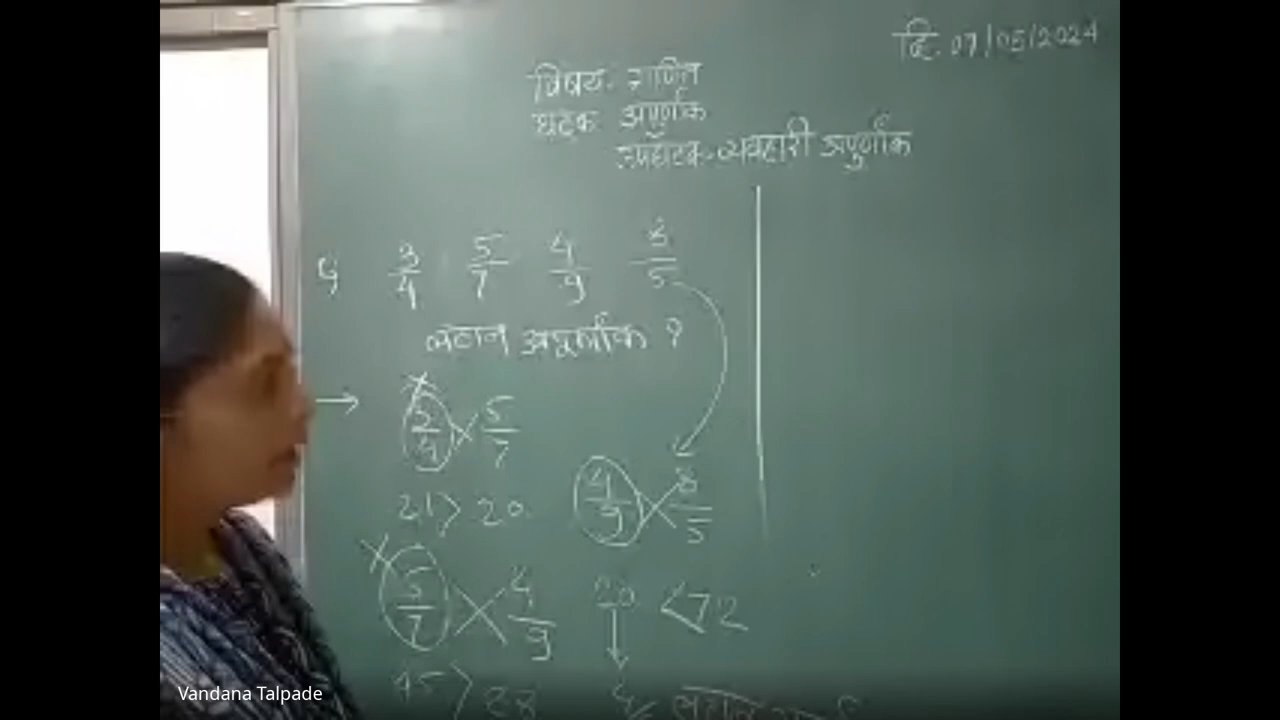 दि. 07/05/2024
विषय- गणित
घटक- अपुर्णांक
उपघटक-व्यवहारी अपुर्णांक
3/4 5/7 4/9 8/5
लहान अपूर्णांक ?
→ 3/4 × 5/7
21 > 20
4/9 × 8/5
5/7 × 4/9
20 < 72
45 > 28
लहान
Vandana Talpade